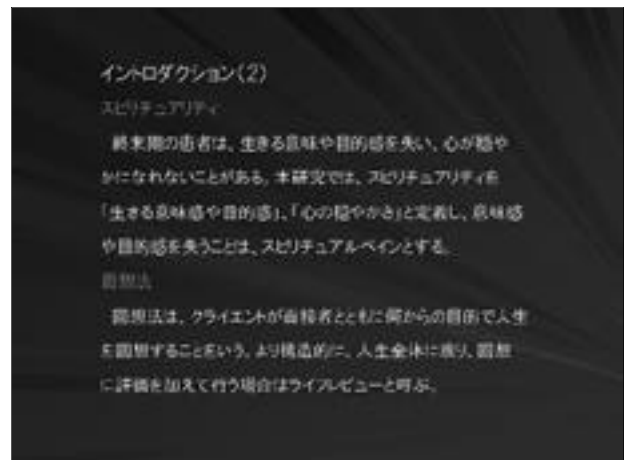 イントロダクション(2)
スピリチュアリティ
終末期の患者は、生きる意味や目的感を失い、心が穏や
かになれないことがある。本研究では、スピリチュアリティを
「生きる意味感や目的感」、「心の穏やかさ」と定義し、意味感
や目的感を失うことは、スピリチュアルペインとする。
回想法
回想法は、クライエントが面接者とともに何らかの目的で人生
を回想することをいう。より構造的に、人生全体に渡り、回想
に評価を加えて行う場合はライフレビューと呼ぶ。